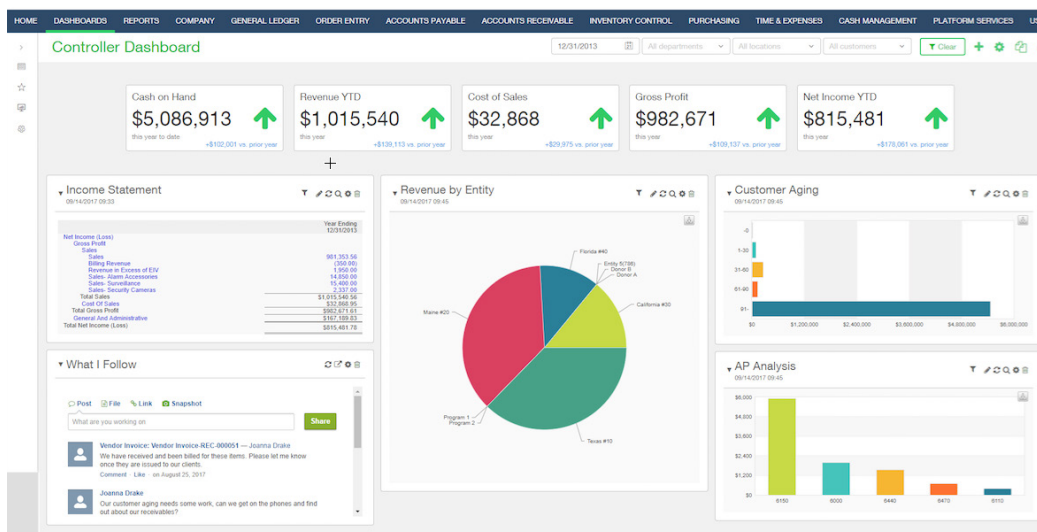 HOME DASHBOARDS REPORTS COMPANY GENERAL LEDGER ORDER ENTRY ACCOUNTS PAYABLE ACCOUNTS RECEIVABLE INVENTORY CONTROL PURCHASING TIME & EXPENSES CASH MANAGEMENT PLATFORM SERVICES US
Controller Dashboard
12/31/2013 All departments All locations All customers Clear
Cash on Hand
$5,086,913
this year to date
+$102,001 vs. prior year
Revenue YTD
$1,015,540
this year
+$139,113 vs. prior year
Cost of Sales
$32,868
this year
+$29,975 vs. prior year
Gross Profit
$982,671
this year
+$109,137 vs. prior year
Net Income YTD
$815,481
this year
+$178,061 vs. prior year
Income Statement
09/14/2017 09:33
Year Ending
12/31/2013
Net Income (Loss)
Gross Profit
Sales
Sales 981,353.56
Billing Revenue (350.00)
Revenue in Excess of EIV 1,950.00
Sales- Alarm Accessories 14,850.00
Sales- Surveillance 15,400.00
Sales- Security Cameras 2,337.00
Total Sales $1,015,540.56
Cost Of Sales $32,868.95
Total Gross Profit $982,671.61
General And Administrative $167,189.83
Total Net Income (Loss) $815,481.78
What I Follow
Post File Link Snapshot
What are you working on
Share
Vendor Invoice: Vendor Invoice-REC-000051 — Joanna Drake
We have received and been billed for these items. Please let me know
once they are issued to our clients.
Comment · Like · on August 25, 2017
Joanna Drake
Our customer aging needs some work, can we get on the phones and find
out about our receivables?
Revenue by Entity
09/14/2017 09:45
Florida #40
Entity 5(786)
Donor B
Donor A
California #30
Maine #20
Program 1
Program 2
Texas #10
Customer Aging
09/14/2017 09:45
-0
1-30
31-60
61-90
91-
$0 $1,200,000 $2,400,000 $3,600,000 $4,800,000 $6,000,000
AP Analysis
09/14/2017 09:45
$6,000
$4,800
$3,600
$2,400
$1,200
$0
6150 6000 6440 6470 6110